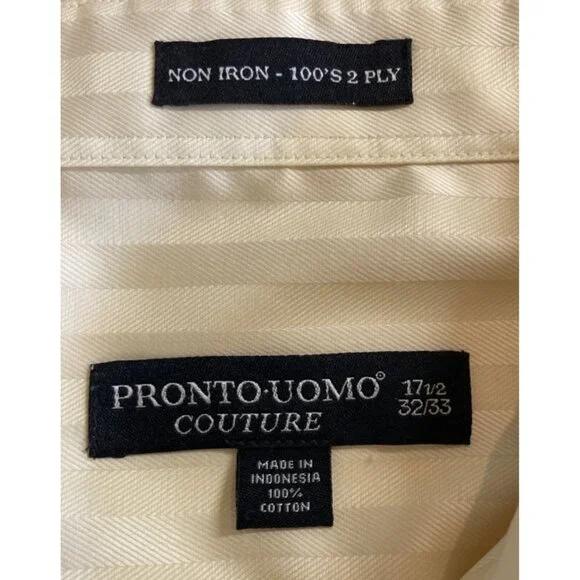 NON IRON - 100'S 2 PLY
PRONTO·UOMO®
COUTURE
17 1/2
32/33
MADE IN
INDONESIA
100%
COTTON